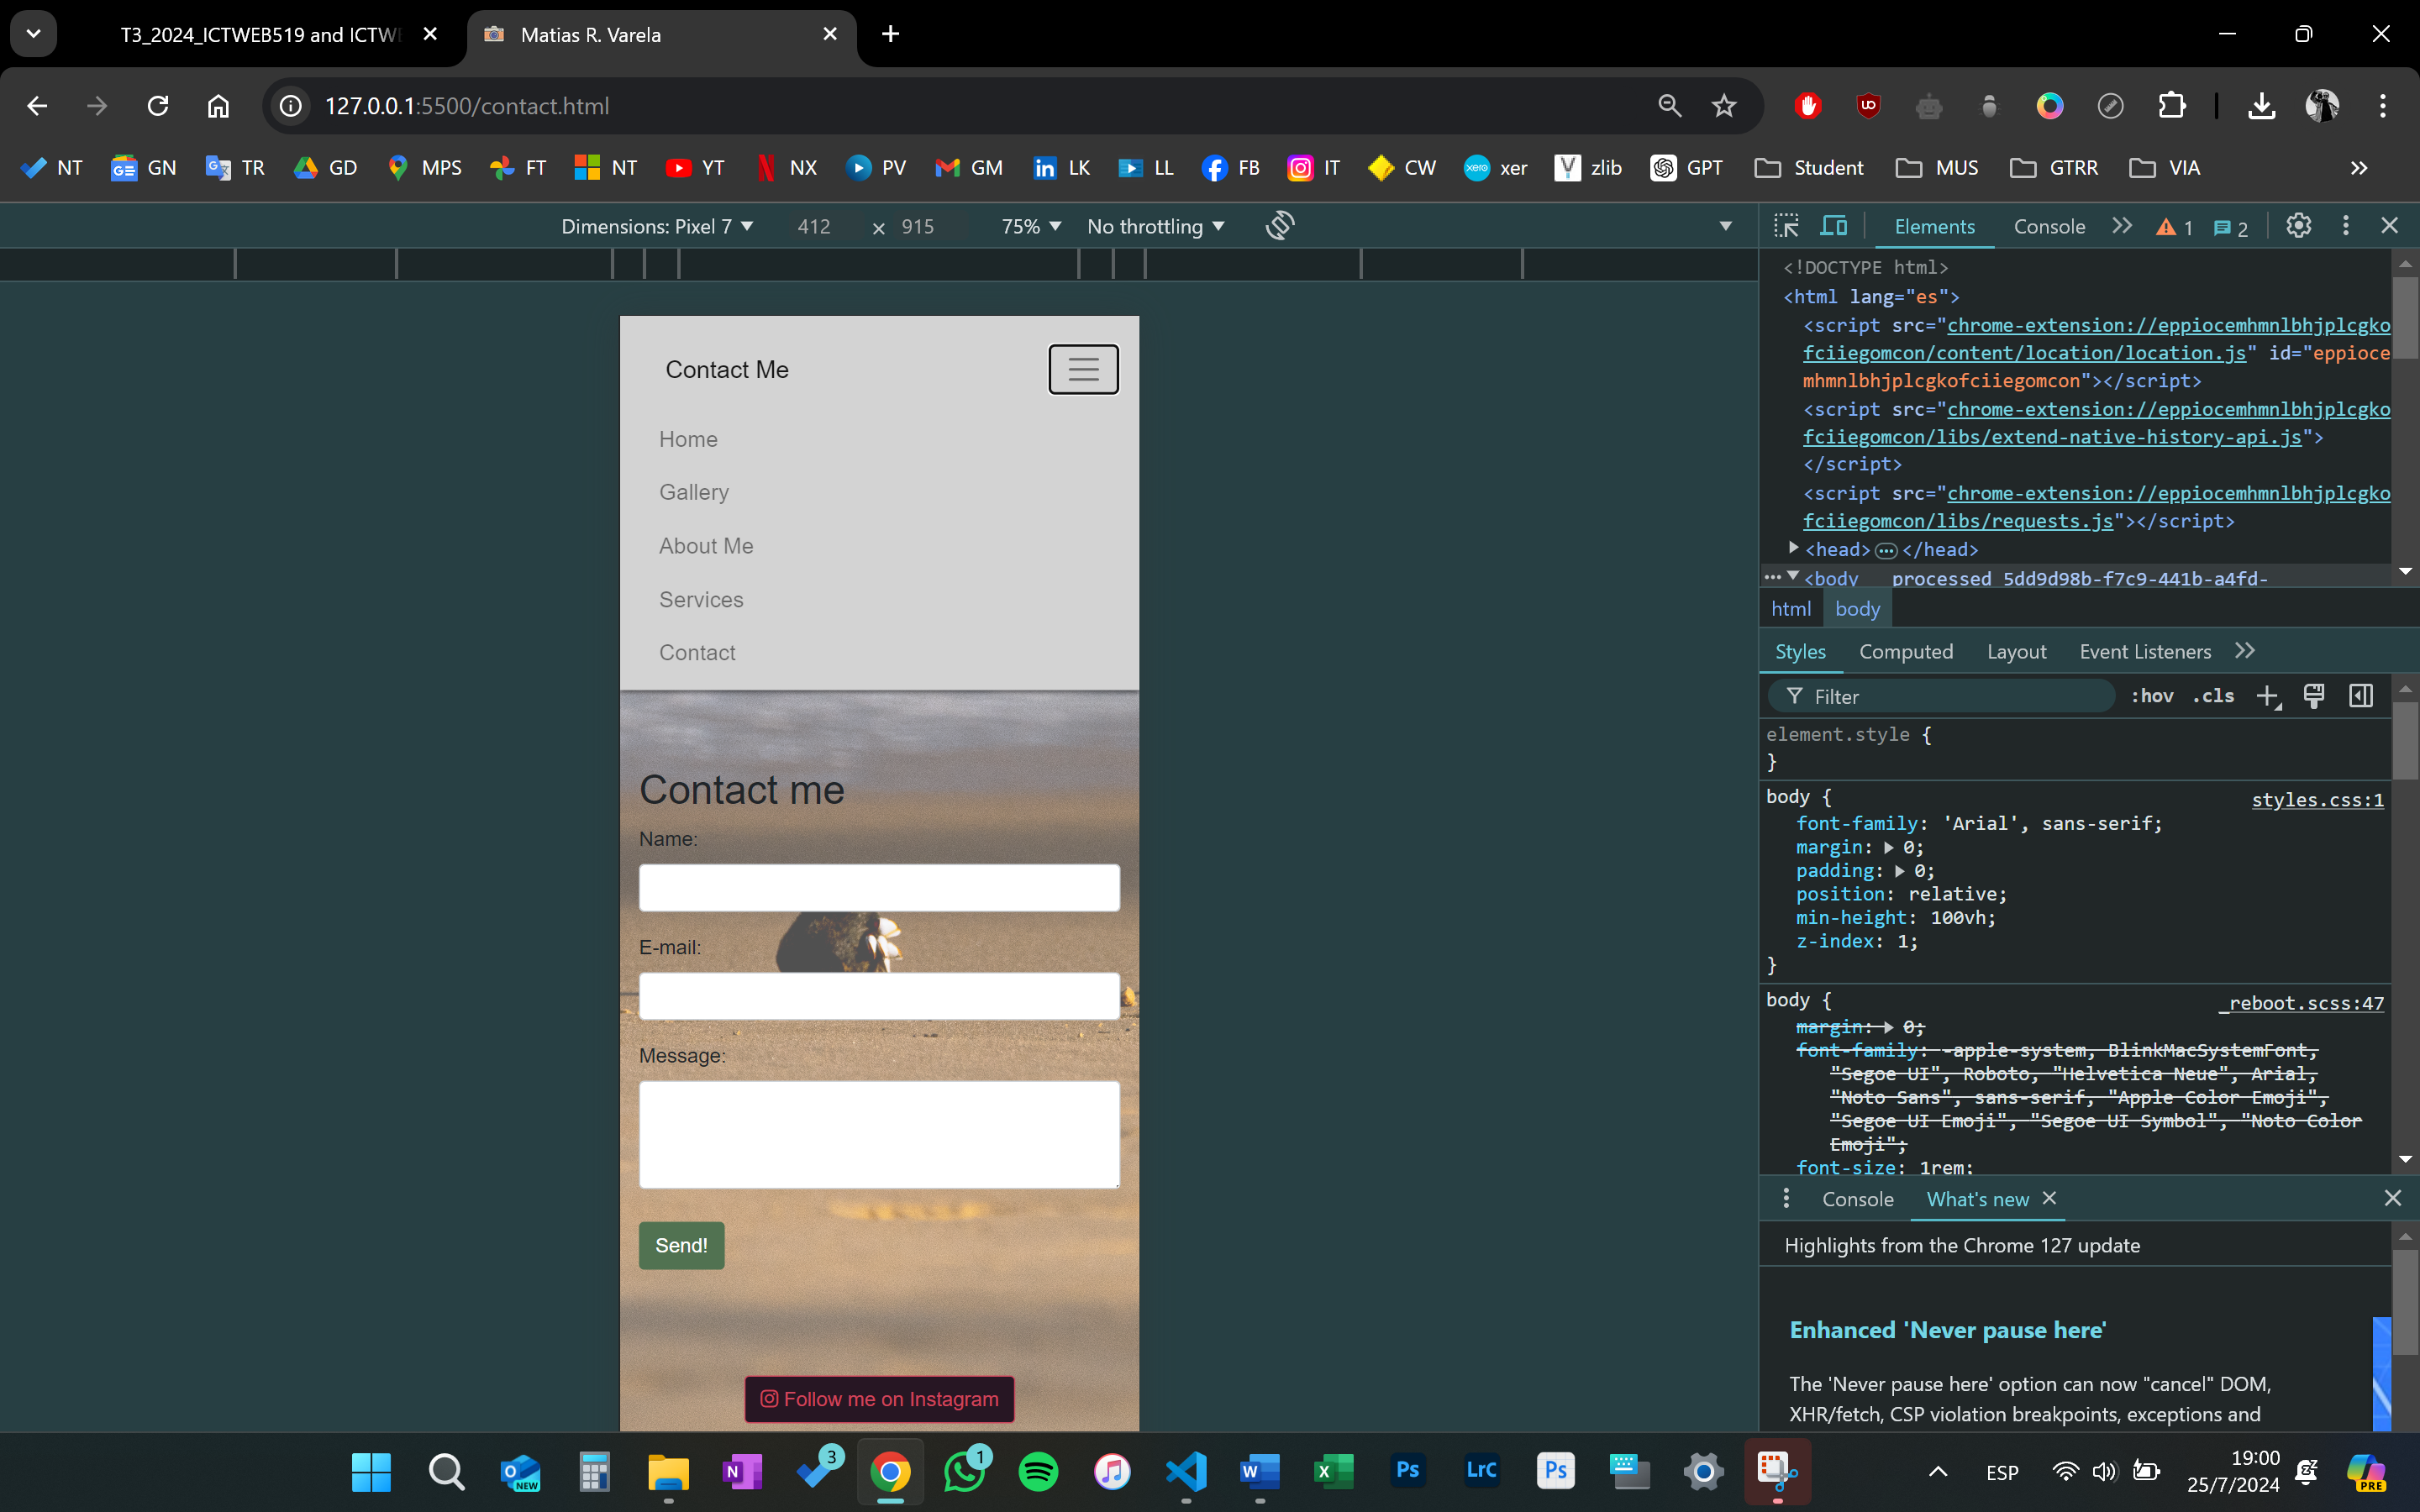 T3_2024_ICTWEB519 and ICTWE
Matias R. Varela
127.0.0.1:5500/contact.html
NT GN TR GD MPS FT NT YT NX PV GM LK LL FB IT CW xer zlib GPT Student MUS GTRR VIA
Dimensions: Pixel 7 412 × 915 75% No throttling
Elements Console 1 2
<!DOCTYPE html>
<html lang="es">
<script src="chrome-extension://eppiocemhmnlbhjplcgko
fciiegomcon/content/location/location.js" id="eppioce
mhmnlbhjplcgkofciiegomcon"></script>
<script src="chrome-extension://eppiocemhmnlbhjplcgko
fciiegomcon/libs/extend-native-history-api.js">
</script>
<script src="chrome-extension://eppiocemhmnlbhjplcgko
fciiegomcon/libs/requests.js"></script>
<head> ••• </head>
<body processed 5dd9d98b-f7c9-441b-a4fd-
html body
Styles Computed Layout Event Listeners
Filter :hov .cls
element.style {
}
body { styles.css:1
font-family: 'Arial', sans-serif;
margin: 0;
padding: 0;
position: relative;
min-height: 100vh;
z-index: 1;
}
body { _reboot.scss:47
margin: 0;
font-family: -apple-system, BlinkMacSystemFont,
"Segoe UI", Roboto, "Helvetica Neue", Arial,
"Noto Sans", sans-serif, "Apple Color Emoji",
"Segoe UI Emoji", "Segoe UI Symbol", "Noto Color
Emoji";
font-size: 1rem;
Console What's new
Highlights from the Chrome 127 update
Enhanced 'Never pause here'
The 'Never pause here' option can now "cancel" DOM,
XHR/fetch, CSP violation breakpoints, exceptions and
Contact Me
Home
Gallery
About Me
Services
Contact
Contact me
Name:
E-mail:
Message:
Send!
Follow me on Instagram
3 1 ESP
19:00
25/7/2024